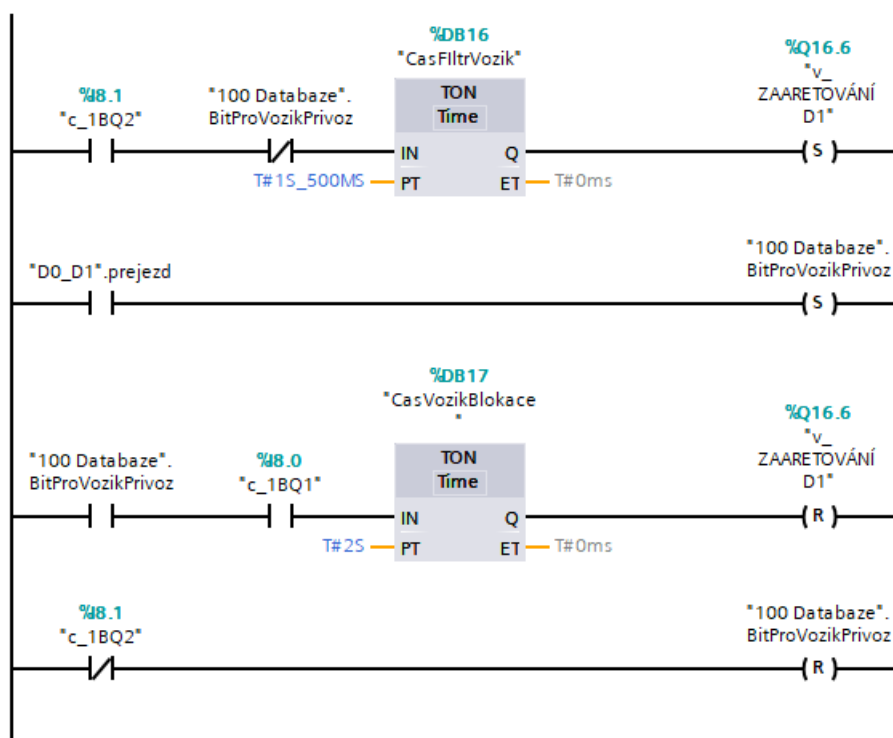 %DB16
"CasFIltrVozik"
%Q16.6
"v_
ZAARETOVÁNÍ
D1"
%I8.1
"c_1BQ2"
"100 Databaze".
BitProVozikPrivoz
TON
Time
IN
Q
S
T#1S_500MS
PT
ET
T#0ms
"100 Databaze".
BitProVozikPrivoz
"D0_D1".prejezd
S
%DB17
"CasVozikBlokace
"
%Q16.6
"v_
ZAARETOVÁNÍ
D1"
"100 Databaze".
BitProVozikPrivoz
%I8.0
"c_1BQ1"
TON
Time
IN
Q
R
T#2S
PT
ET
T#0ms
%I8.1
"c_1BQ2"
"100 Databaze".
BitProVozikPrivoz
R